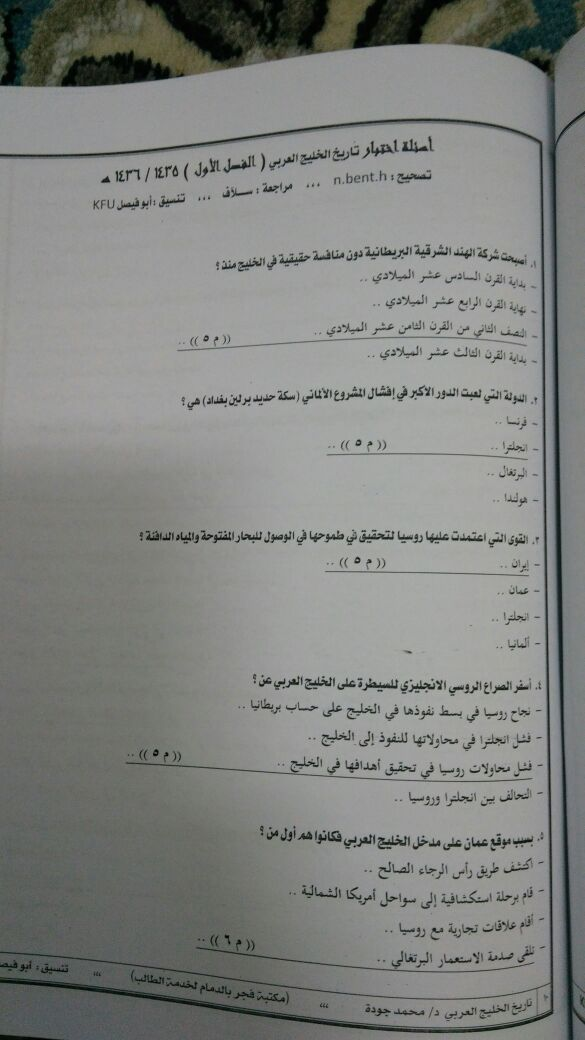 أسئلة اختبار تاريخ الخليج العربي ( الفصل الأول ) ١٤٣٥ / ١٤٣٦ هـ
تصحيح : n.bent.h ،،، مراجعة : سـلاف ،،، تنسيق : أبو فيصل KFU
١. أصبحت شركة الهند الشرقية البريطانية دون منافسة حقيقية في الخليج منذ ؟
- بداية القرن السادس عشر الميلادي ..
- نهاية القرن الرابع عشر الميلادي ..
- النصف الثاني من القرن الثامن عشر الميلادي .. (( م ٥ )) ..
- بداية القرن الثالث عشر الميلادي ..
٢. الدولة التي لعبت الدور الأكبر في إفشال المشروع الألماني (سكة حديد برلين بغداد) هي ؟
- فرنسا ..
- انجلترا .. (( م ٥ )) ..
- البرتغال ..
- هولندا ..
٣. القوى التي اعتمدت عليها روسيا لتحقيق في طموحها في الوصول للبحار المفتوحة والمياه الدافئة ؟
- إيران .. (( م ٥ )) ..
- عمان ..
- انجلترا ..
- ألمانيا ..
٤. أسفر الصراع الروسي الانجليزي للسيطرة على الخليج العربي عن ؟
- نجاح روسيا في بسط نفوذها في الخليج على حساب بريطانيا ..
- فشل انجلترا في محاولاتها للنفوذ إلى الخليج ..
- فشل محاولات روسيا في تحقيق أهدافها في الخليج .. (( م ٥ )) ..
- التحالف بين انجلترا وروسيا ..
٥. بسبب موقع عمان على مدخل الخليج العربي فكانوا هم أول من ؟
- اكتشف طريق رأس الرجاء الصالح ..
- قام برحلة استكشافية إلى سواحل أمريكا الشمالية ..
- أقام علاقات تجارية مع روسيا ..
- تلقى صدمة الاستعمار البرتغالي .. (( م ٦ )) ..
تاريخ الخليج العربي د/ محمد جودة ،،، (مكتبة فجر بالدمام لخدمة الطالب) ،،، تنسيق : أبو فيصل